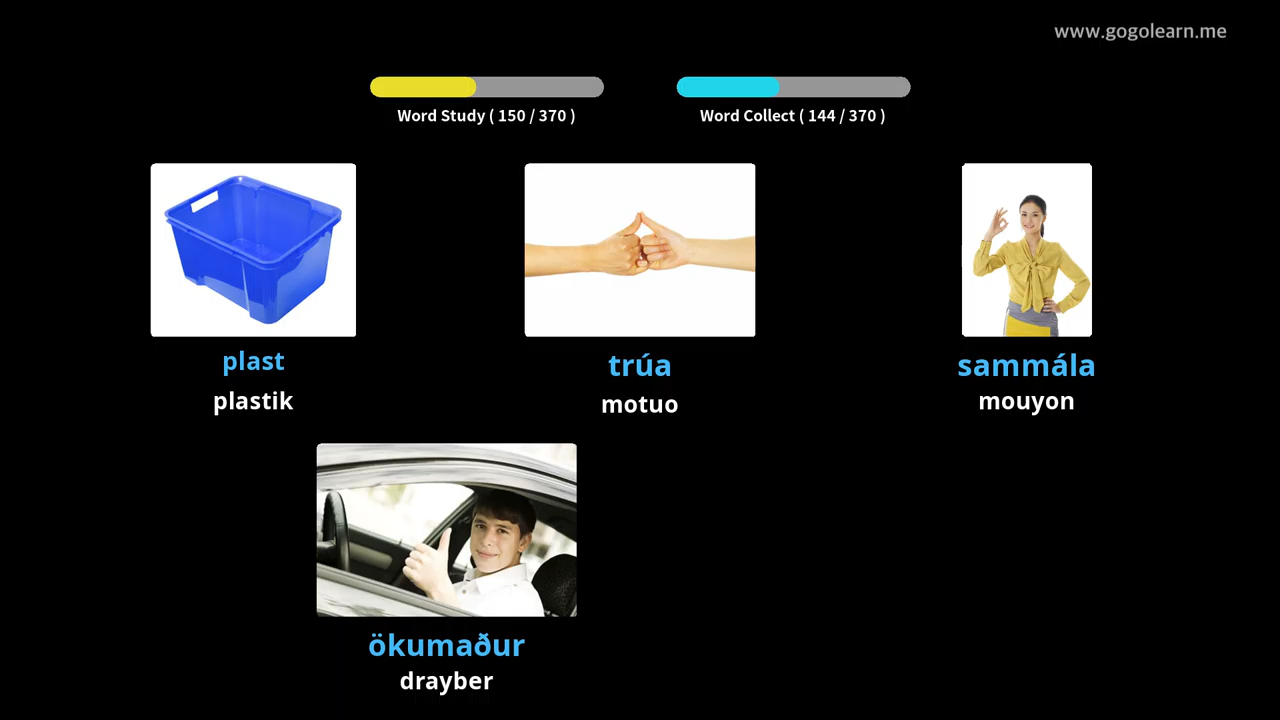 www.gogolearn.me
Word Study ( 150 / 370 )
Word Collect ( 144 / 370 )
plast
plastik
trúa
motuo
sammála
mouyon
ökumaður
drayber